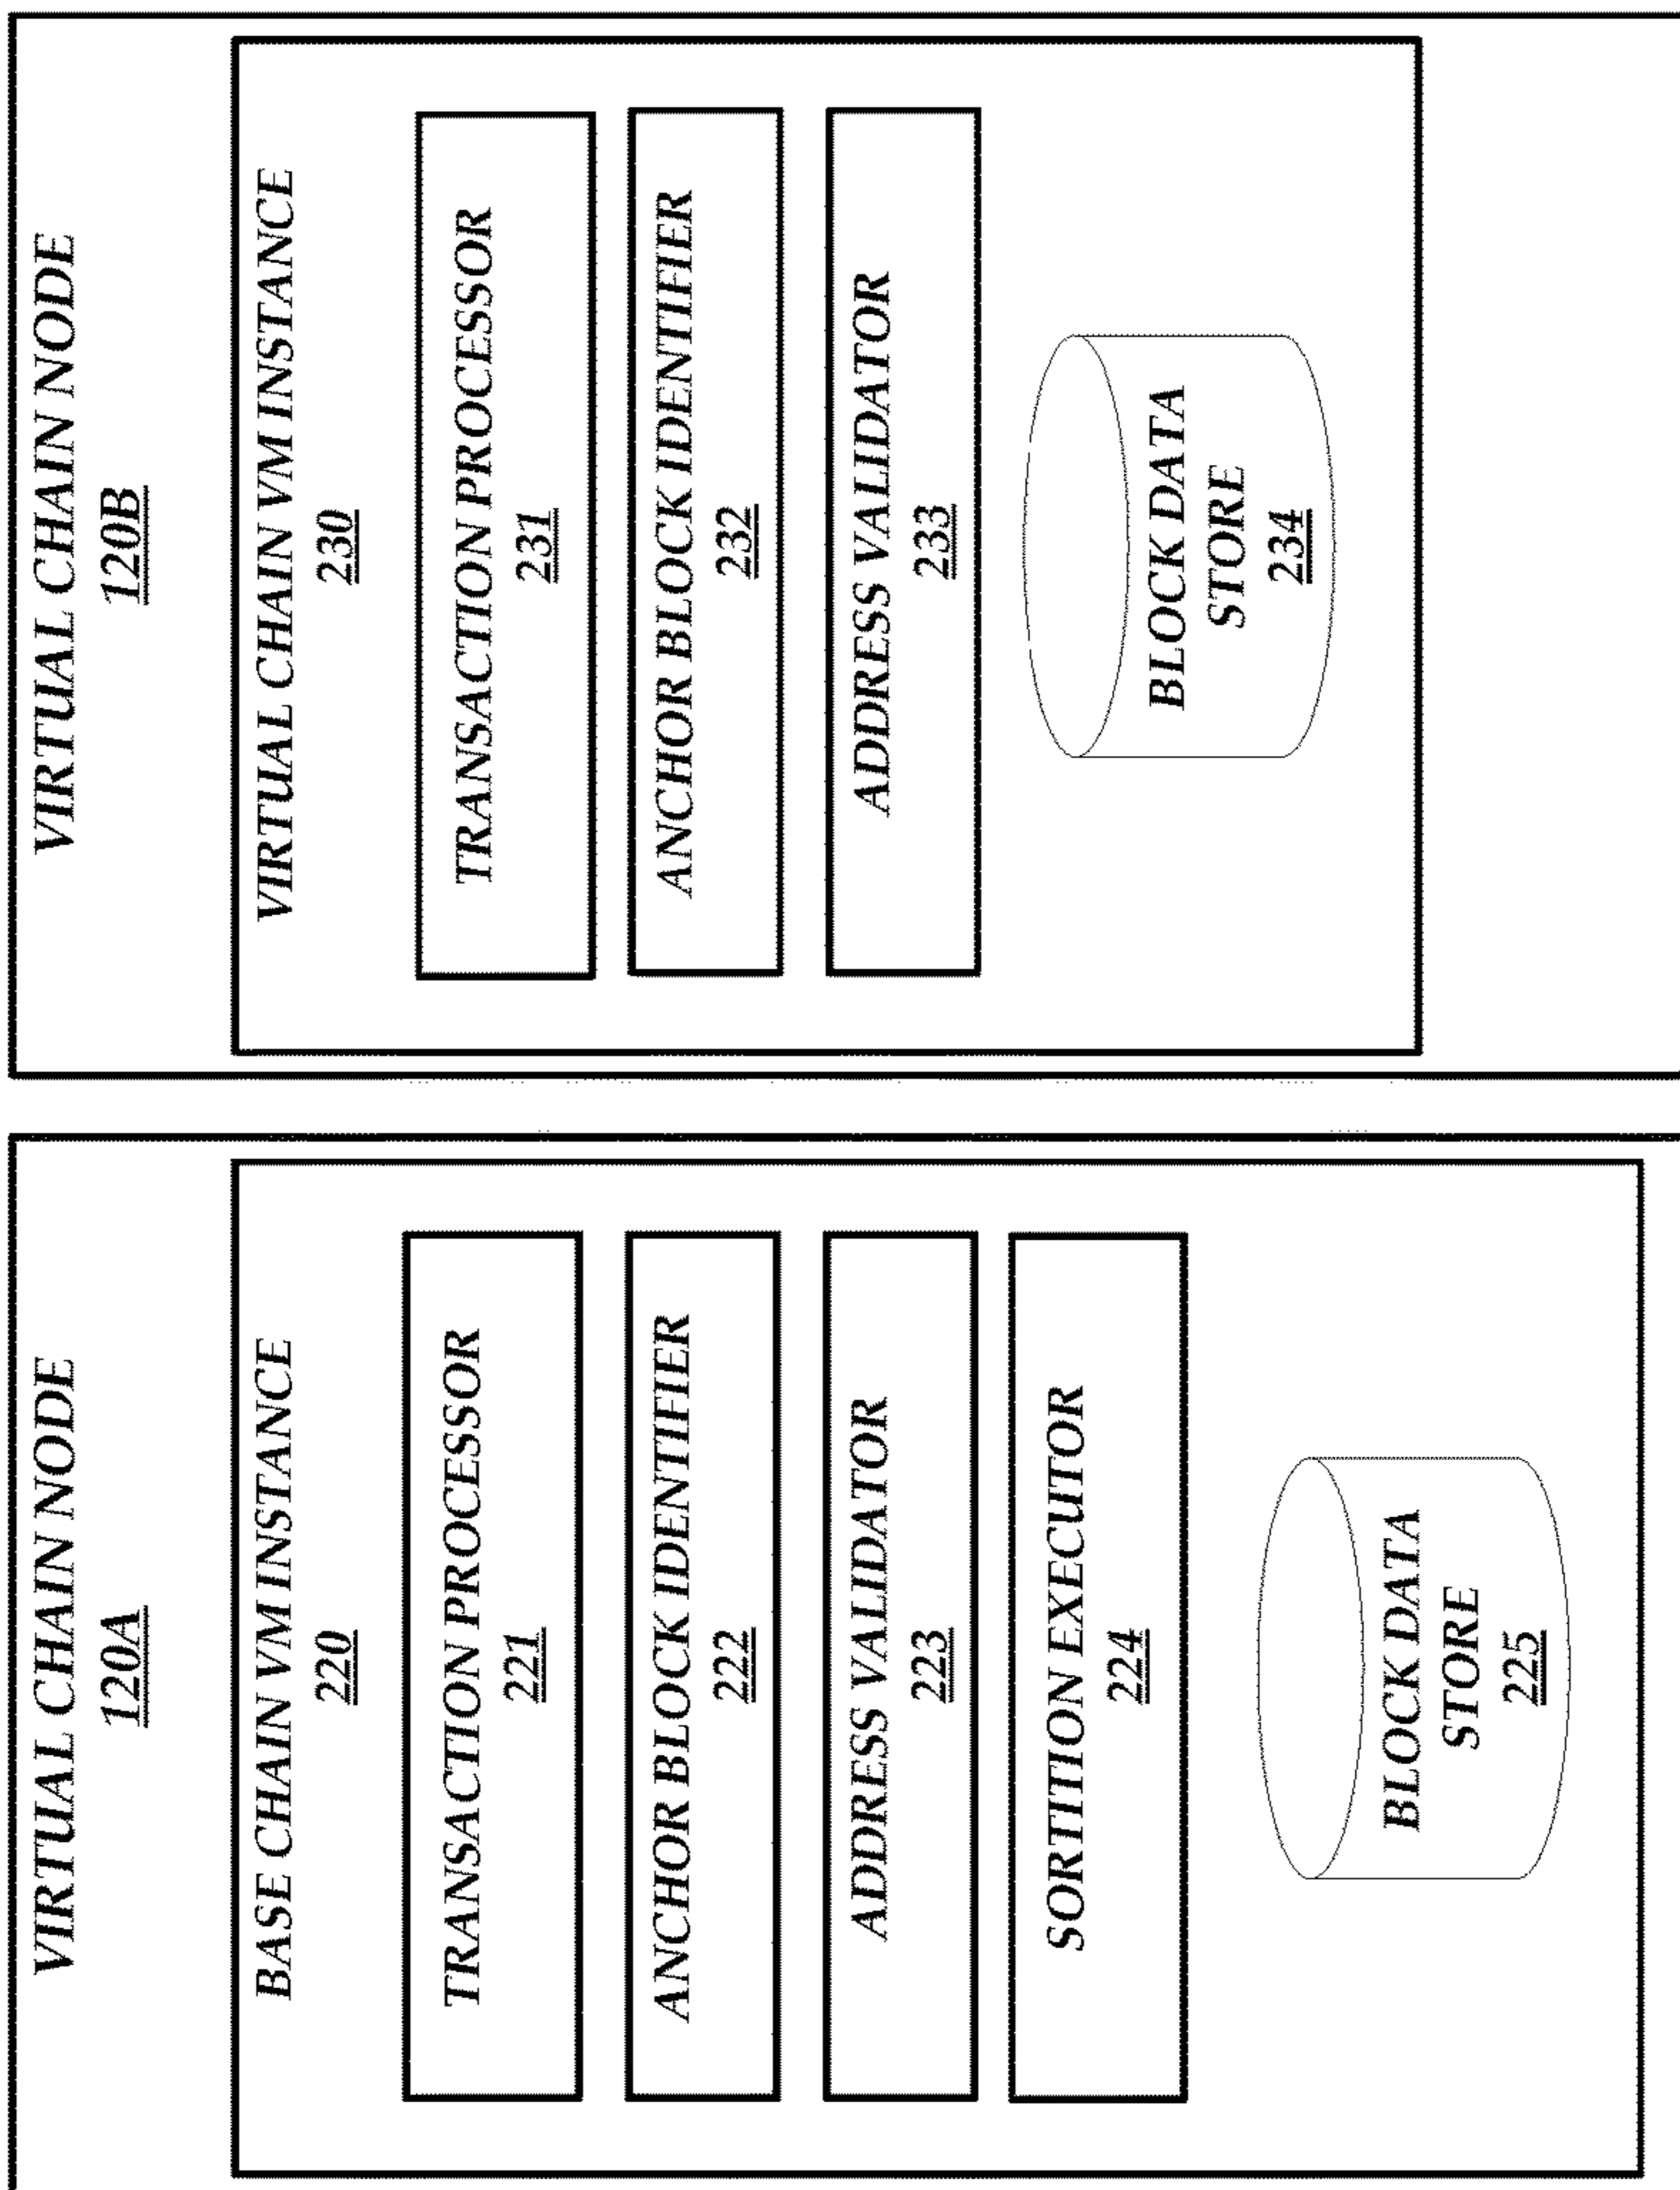 VIRTUAL CHAIN NODE
120A
BASE CHAIN VM INSTANCE
220
TRANSACTION PROCESSOR
221
ANCHOR BLOCK IDENTIFIER
222
ADDRESS VALIDATOR
223
SORTITION EXECUTOR
224
BLOCK DATA
STORE
225
VIRTUAL CHAIN NODE
120B
VIRTUAL CHAIN VM INSTANCE
230
TRANSACTION PROCESSOR
231
ANCHOR BLOCK IDENTIFIER
232
ADDRESS VALIDATOR
233
BLOCK DATA
STORE
234